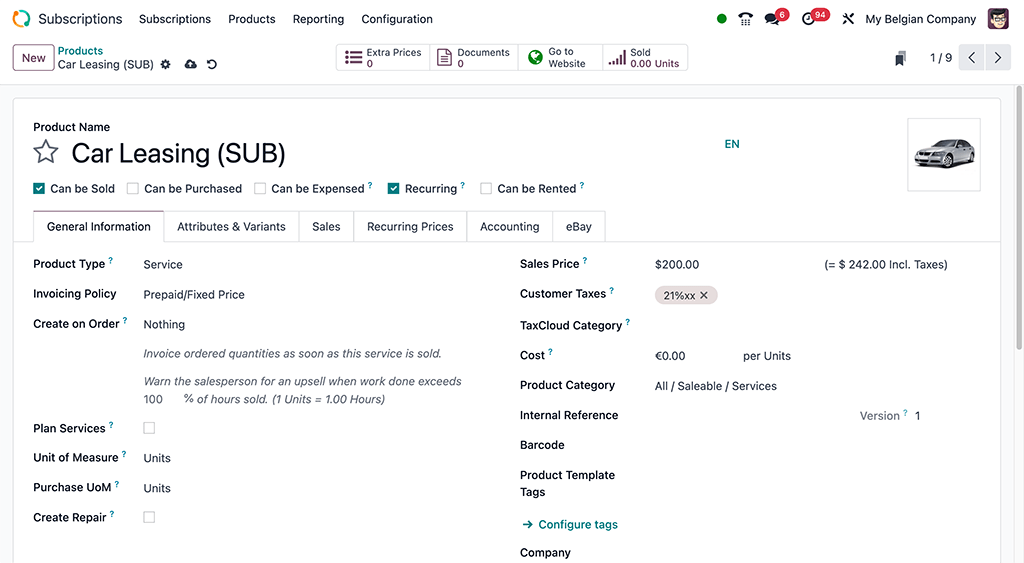 Subscriptions Subscriptions Products Reporting Configuration 6 94 My Belgian Company
New Products Extra Prices 0 Documents 0 Go to Website Sold 0.00 Units 1 / 9
Car Leasing (SUB)
Product Name
Car Leasing (SUB) EN
Can be Sold Can be Purchased Can be Expensed ? Recurring ? Can be Rented ?
General Information Attributes & Variants Sales Recurring Prices Accounting eBay
Product Type ? Service
Invoicing Policy Prepaid/Fixed Price
Create on Order ? Nothing
Invoice ordered quantities as soon as this service is sold.
Warn the salesperson for an upsell when work done exceeds
100 % of hours sold. (1 Units = 1.00 Hours)
Plan Services ?
Unit of Measure ? Units
Purchase UoM ? Units
Create Repair ?
Sales Price ? $200.00 (= $ 242.00 Incl. Taxes)
Customer Taxes ? 21%xx
TaxCloud Category ?
Cost ? €0.00 per Units
Product Category All / Saleable / Services
Internal Reference Version ? 1
Barcode
Product Template
Tags
→ Configure tags
Company